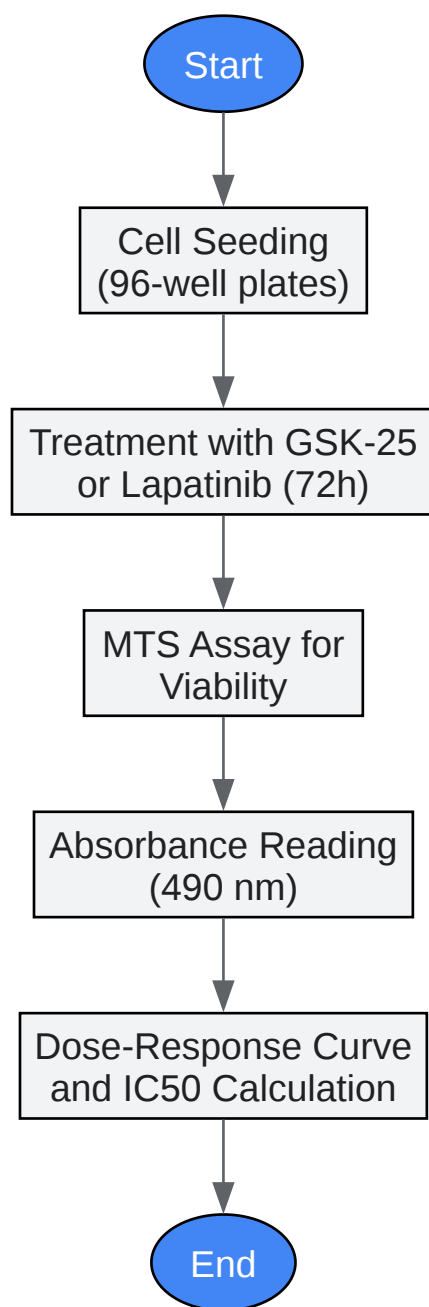 Start
Cell Seeding
(96-well plates)
Treatment with GSK-25
or Lapatinib (72h)
MTS Assay for
Viability
Absorbance Reading
(490 nm)
Dose-Response Curve
and IC50 Calculation
End